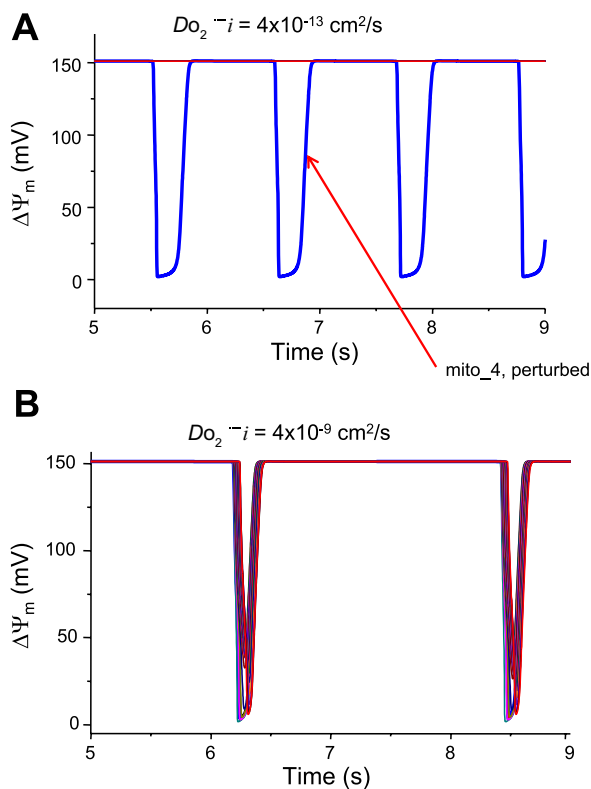 A
Do₂ ·−i = 4x10⁻¹³ cm²/s
150
100
50
0
ΔΨₘ (mV)
5 6 7 8 9
Time (s)
mito_4, perturbed
B
Do₂ ·−i = 4x10⁻⁹ cm²/s
150
100
50
0
ΔΨₘ (mV)
5 6 7 8 9
Time (s)